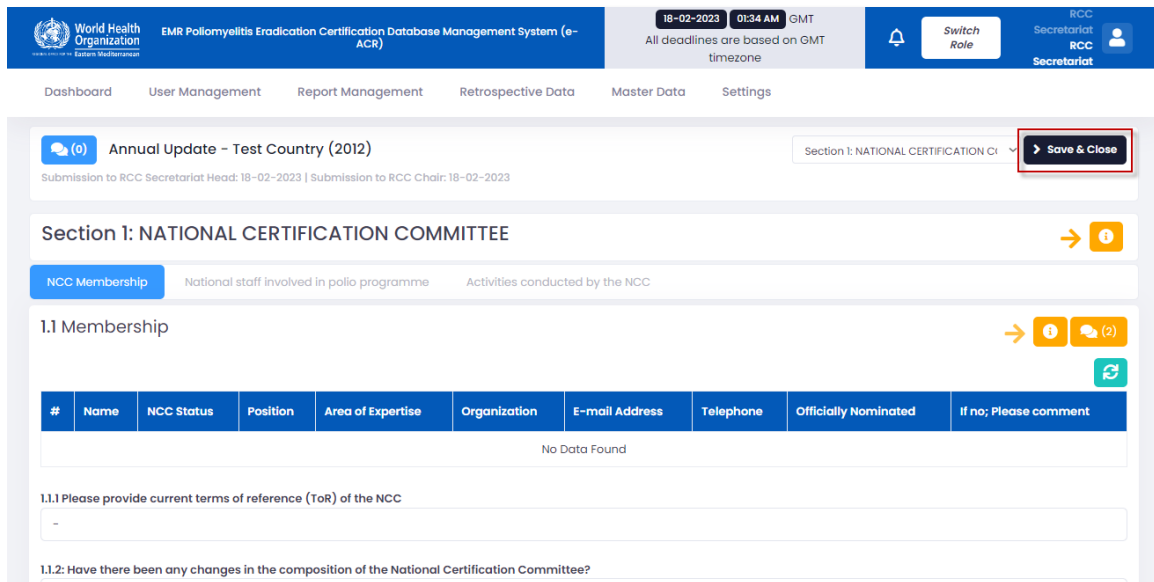 World Health
Organization
Eastern Mediterranean
EMR Poliomyelitis Eradication Certification Database Management System (e-
ACR)
18-02-2023 01:34 AM GMT
All deadlines are based on GMT
timezone
Switch
Role
RCC
Secretariat
RCC
Secretariat
Dashboard User Management Report Management Retrospective Data Master Data Settings
(0) Annual Update - Test Country (2012)
Section 1: NATIONAL CERTIFICATION C
Save & Close
Submission to RCC Secretariat Head: 18-02-2023 | Submission to RCC Chair: 18-02-2023
Section 1: NATIONAL CERTIFICATION COMMITTEE
NCC Membership National staff involved in polio programme Activities conducted by the NCC
1.1 Membership
(2)
# Name NCC Status Position Area of Expertise Organization E-mail Address Telephone Officially Nominated If no; Please comment
No Data Found
1.1.1 Please provide current terms of reference (ToR) of the NCC
-
1.1.2: Have there been any changes in the composition of the National Certification Committee?